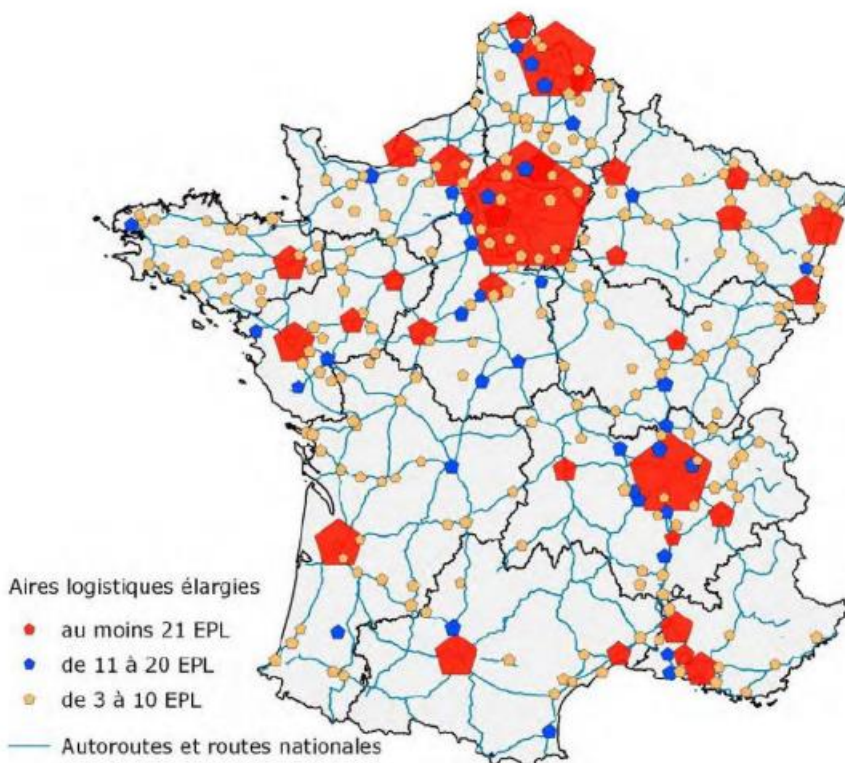 Aires logistiques élargies
au moins 21 EPL
de 11 à 20 EPL
de 3 à 10 EPL
Autoroutes et routes nationales